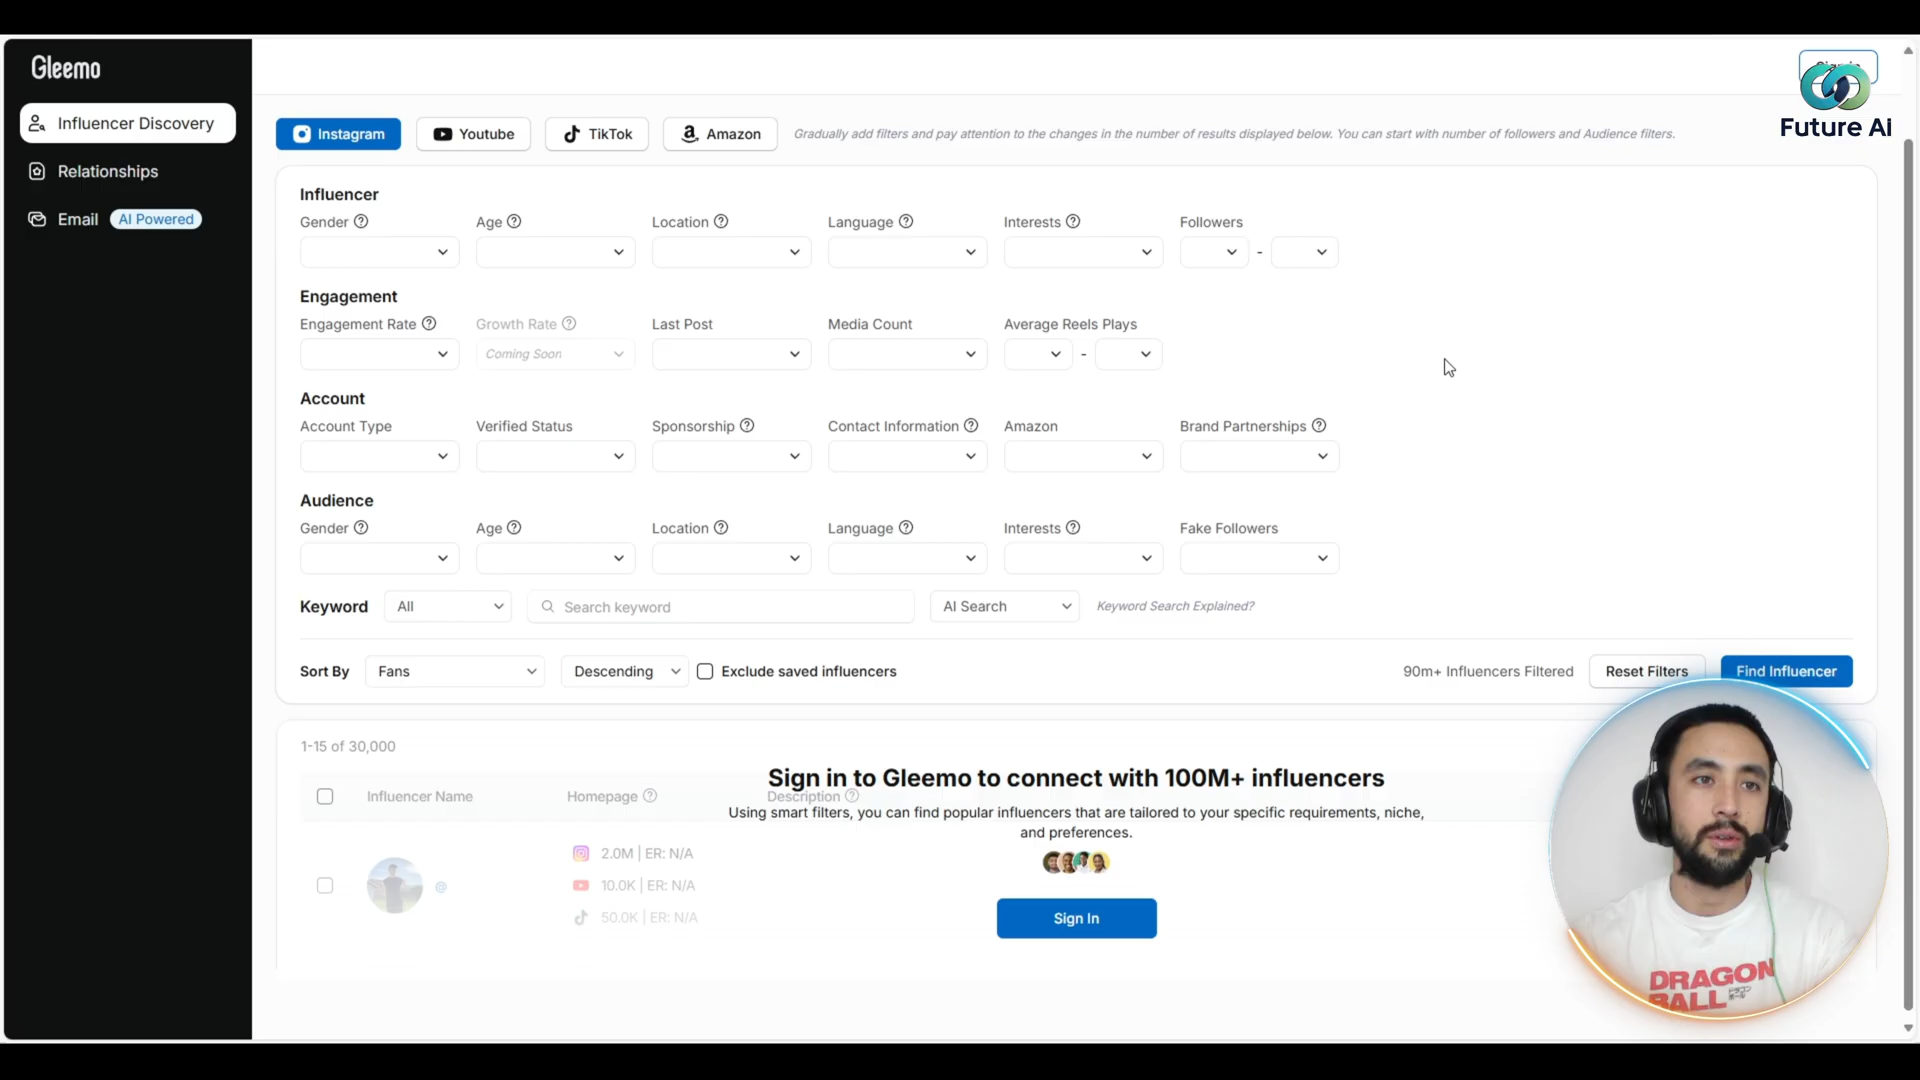 Gleemo
Influencer Discovery
Relationships
Email AI Powered
Future Ai
Instagram Youtube TikTok Amazon Gradually add filters and pay attention to the changes in the number of results displayed below. You can start with number of followers and Audience filters.
Influencer
Gender Age Location Language Interests Followers
-
Engagement
Engagement Rate Growth Rate Last Post Media Count Average Reels Plays
Coming Soon -
Account
Account Type Verified Status Sponsorship Contact Information Amazon Brand Partnerships
Audience
Gender Age Location Language Interests Fake Followers
Keyword All Search keyword AI Search Keyword Search Explained?
Sort By Fans Descending Exclude saved influencers 90m+ Influencers Filtered Reset Filters Find Influencer
1-15 of 30,000
Sign in to Gleemo to connect with 100M+ influencers
Influencer Name Homepage Description
Using smart filters, you can find popular influencers that are tailored to your specific requirements, niche,
and preferences.
2.0M | ER: N/A
10.0K | ER: N/A
50.0K | ER: N/A
@
Sign In
DRAGON
BALL